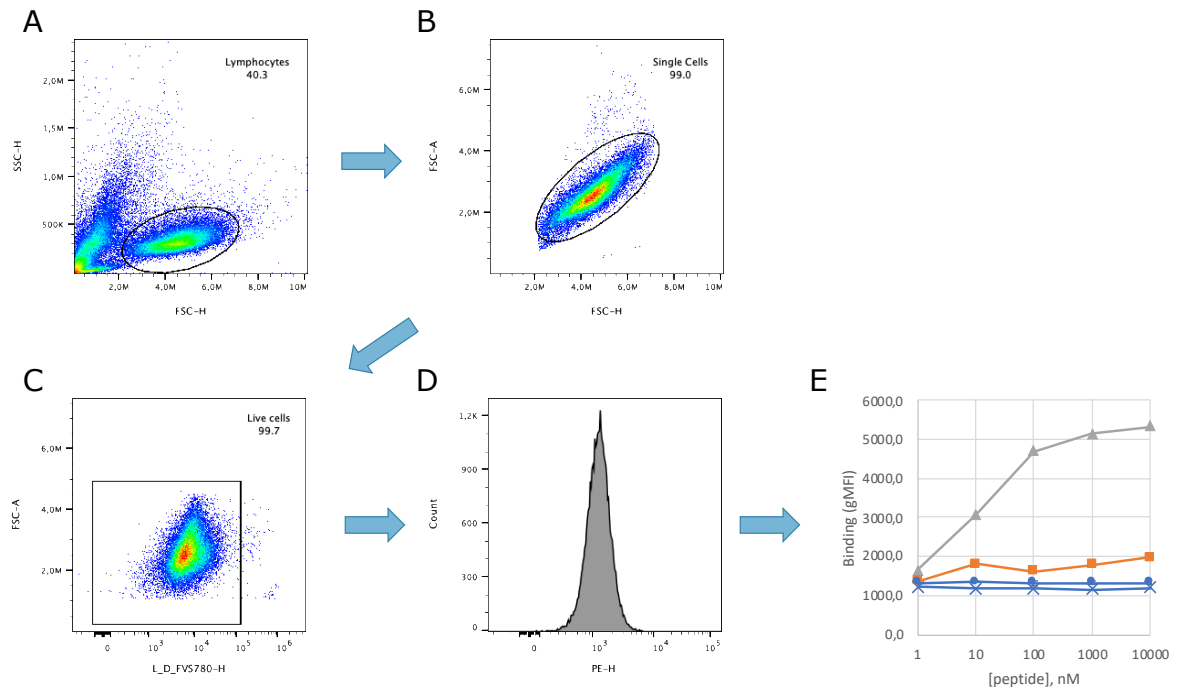 A
Lymphocytes
40.3
2,0M
1,5M
1,0M
500K
SSC-H
2,0M 4,0M 6,0M 8,0M 10M
FSC-H
B
Single Cells
99.0
6,0M
4,0M
2,0M
FSC-A
2,0M 4,0M 6,0M 8,0M 10M
FSC-H
C
Live cells
99.7
6,0M
4,0M
2,0M
FSC-A
0 10³ 10⁴ 10⁵ 10⁶
L_D_FVS780-H
D
1,2K
900
600
300
0
Count
0 10³ 10⁴ 10⁵
PE-H
E
6000,0
5000,0
4000,0
3000,0
2000,0
1000,0
0,0
Binding (gMFI)
1 10 100 1000 10000
[peptide], nM